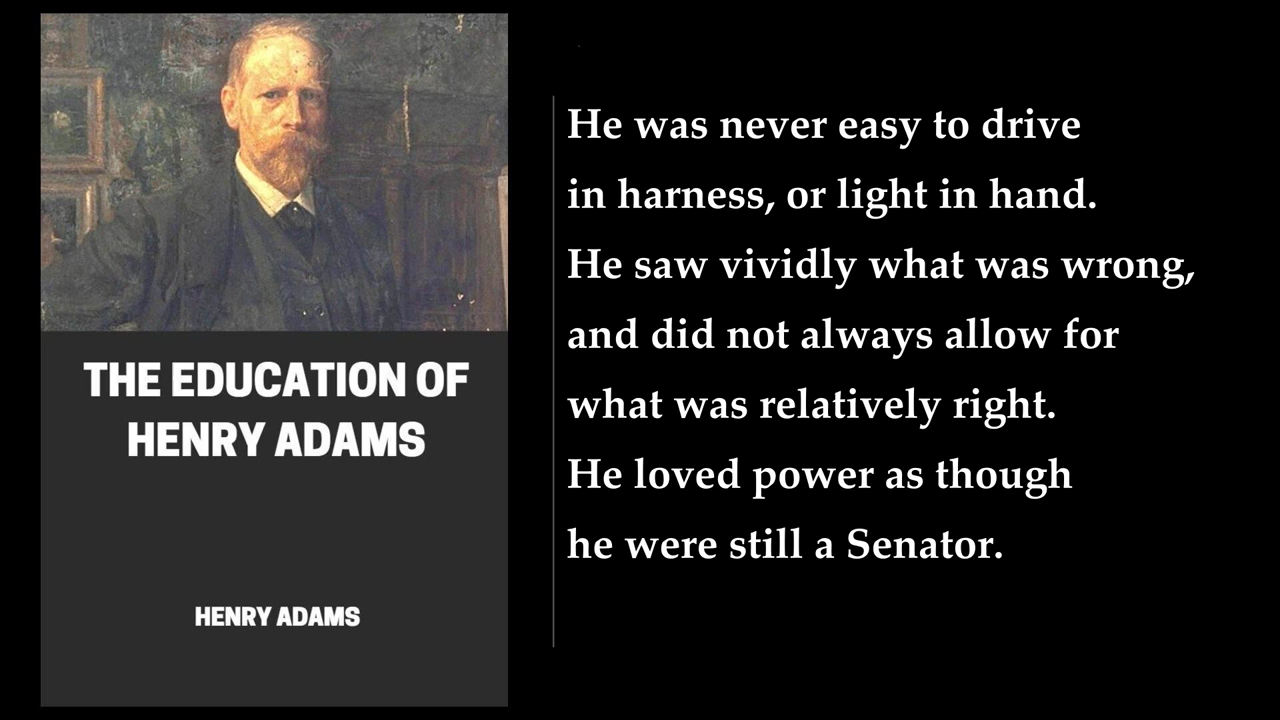 THE EDUCATION OF
HENRY ADAMS
HENRY ADAMS
He was never easy to drive
in harness, or light in hand.
He saw vividly what was wrong,
and did not always allow for
what was relatively right.
He loved power as though
he were still a Senator.